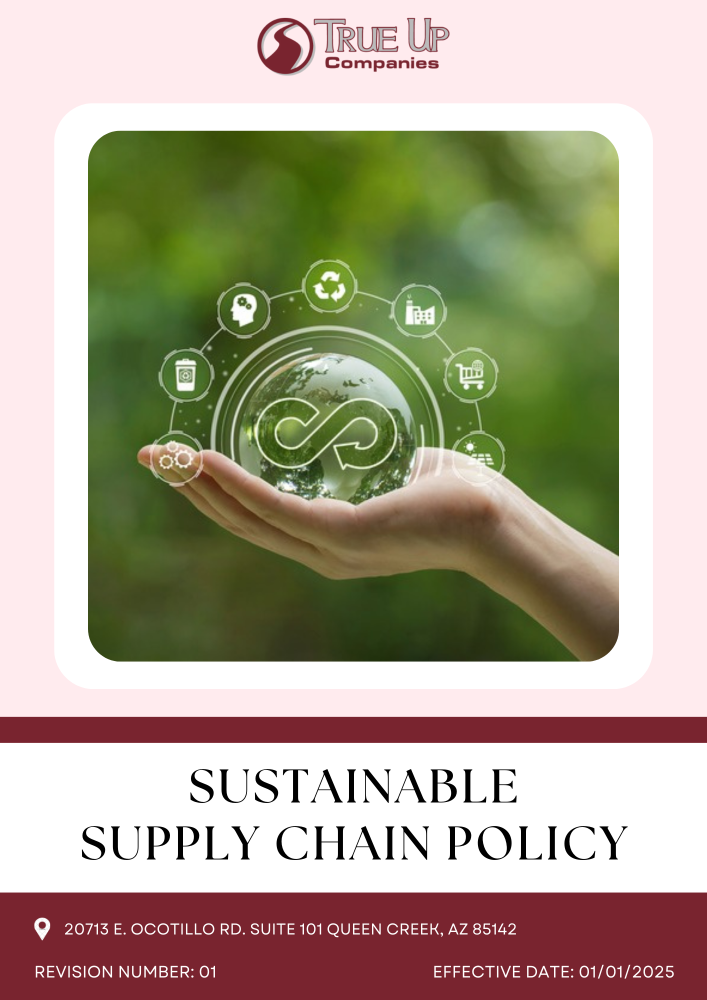 TRUE UP
Companies
SUSTAINABLE
SUPPLY CHAIN POLICY
20713 E. OCOTILLO RD. SUITE 101 QUEEN CREEK, AZ 85142
REVISION NUMBER: 01
EFFECTIVE DATE: 01/01/2025